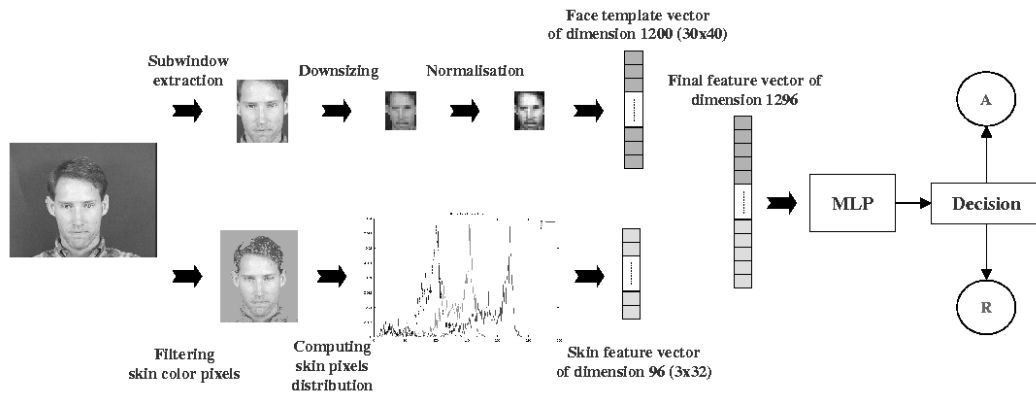 Face template vector
of dimension 1200 (30x40)
Subwindow
extraction
Downsizing
Normalisation
Final feature vector of
dimension 1296
A
MLP
Decision
R
Filtering
skin color pixels
Computing
skin pixels
distribution
Skin feature vector
of dimension 96 (3x32)